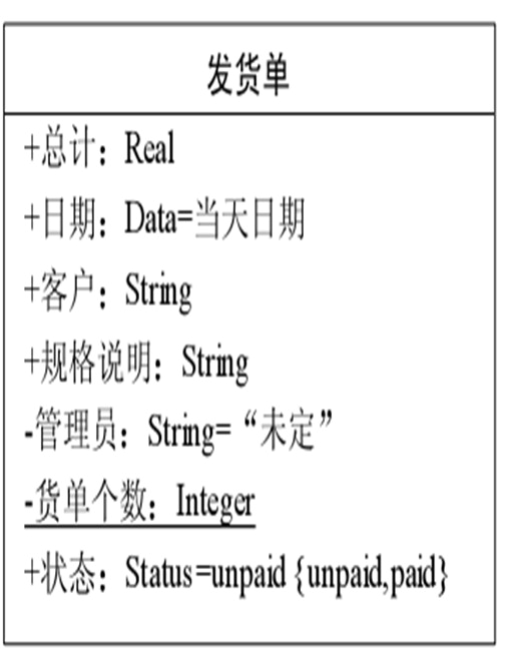 发货单
+总计：Real
+日期：Data=当天日期
+客户：String
+规格说明：String
-管理员：String=“未定”
-货单个数：Integer
+状态：Status=unpaid {unpaid,paid}